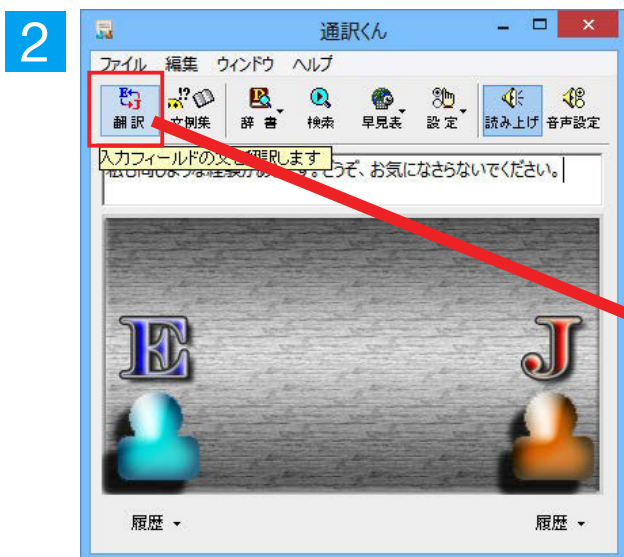 2
通訳くん
ファイル 編集 ウィンドウ ヘルプ
翻訳 文例集 辞書 検索 早見表 設定 読み上げ 音声設定
入力フィールドの文を翻訳します
どうぞ、お気になさらないでください。
E J
履歴 履歴